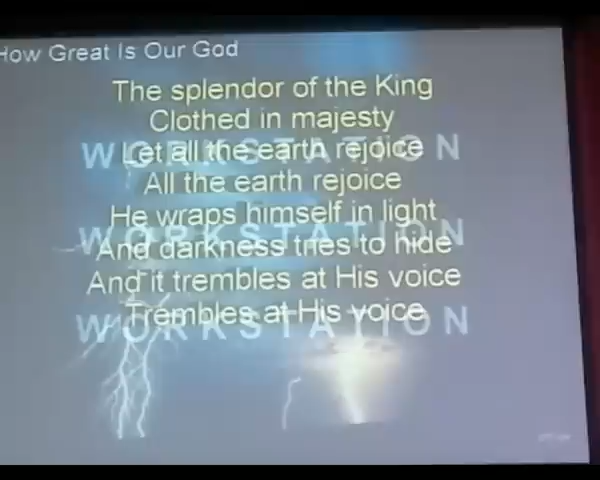 How Great Is Our God
The splendor of the King
Clothed in majesty
Let all the earth rejoice
WORKSTATION
All the earth rejoice
He wraps himself in light
WORKSTATION
And darkness tries to hide
And it trembles at His voice
Trembles at His voice
WORKSTATION